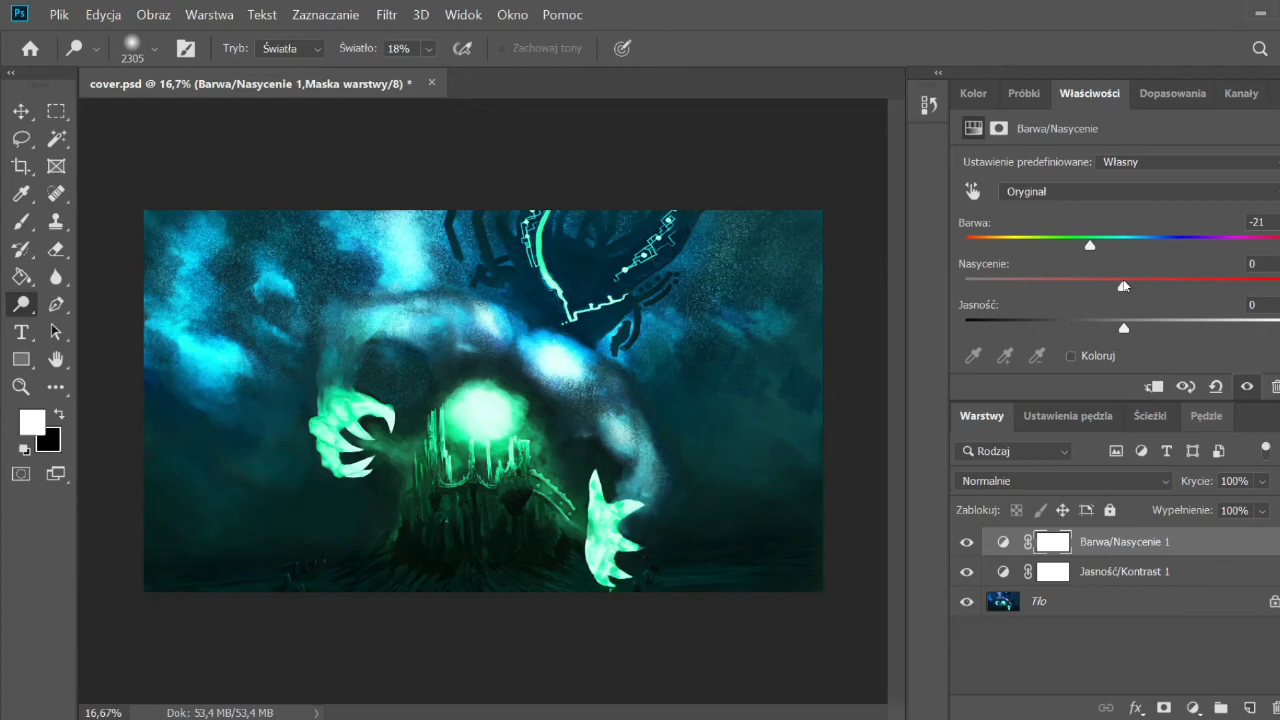 Ps Plik Edycja Obraz Warstwa Tekst Zaznaczanie Filtr 3D Widok Okno Pomoc
2305 Tryb: Światła Światło: 18% Zachowaj tony
cover.psd @ 16,7% (Barwa/Nasycenie 1,Maska warstwy/8) *
Kolor Próbki Właściwości Dopasowania Kanały
Barwa/Nasycenie
Ustawienie predefiniowane: Własny
Oryginał
Barwa: -21
Nasycenie: 0
Jasność: 0
Koloruj
Warstwy Ustawienia pędzla Ścieżki Pędzle
Rodzaj
Normalnie Krycie: 100%
Zablokuj: Wypełnienie: 100%
Barwa/Nasycenie 1
Jasność/Kontrast 1
Tło
16,67% Dok: 53,4 MB/53,4 MB